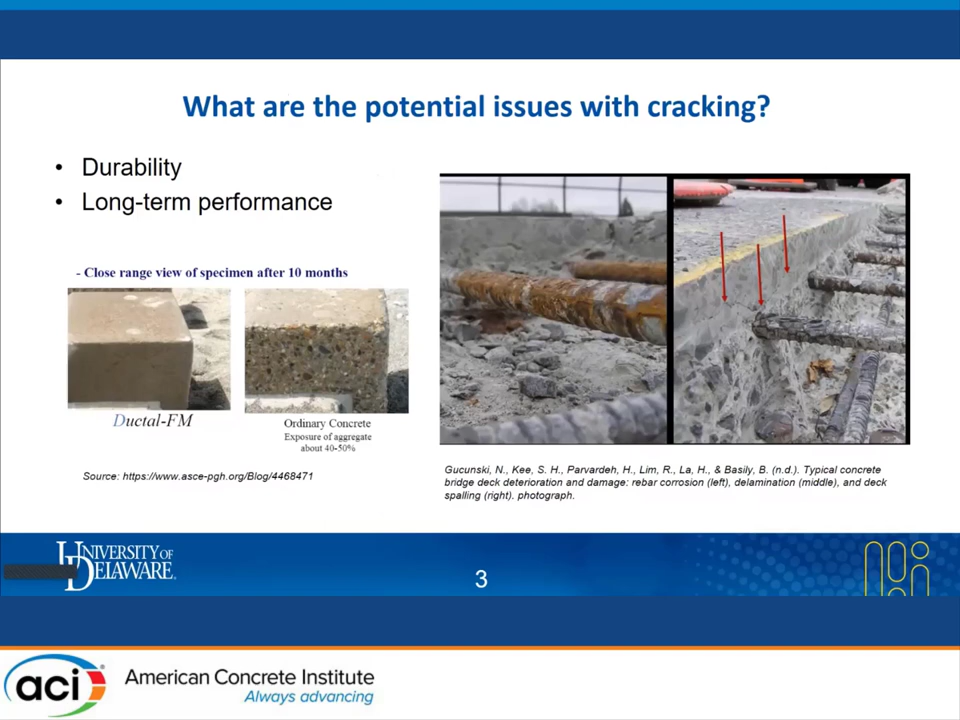 What are the potential issues with cracking?
• Durability
• Long-term performance
- Close range view of specimen after 10 months
Ductal-FM
Ordinary Concrete
Exposure of aggregate
about 40-50%
Source: https://www.asce-pgh.org/Blog/4468471
Gucunski, N., Kee, S. H., Parvardeh, H., Lim, R., La, H., & Basily, B. (n.d.). Typical concrete
bridge deck deterioration and damage: rebar corrosion (left), delamination (middle), and deck
spalling (right). photograph.
UNIVERSITY OF
DELAWARE.
3
aci
American Concrete Institute
Always advancing